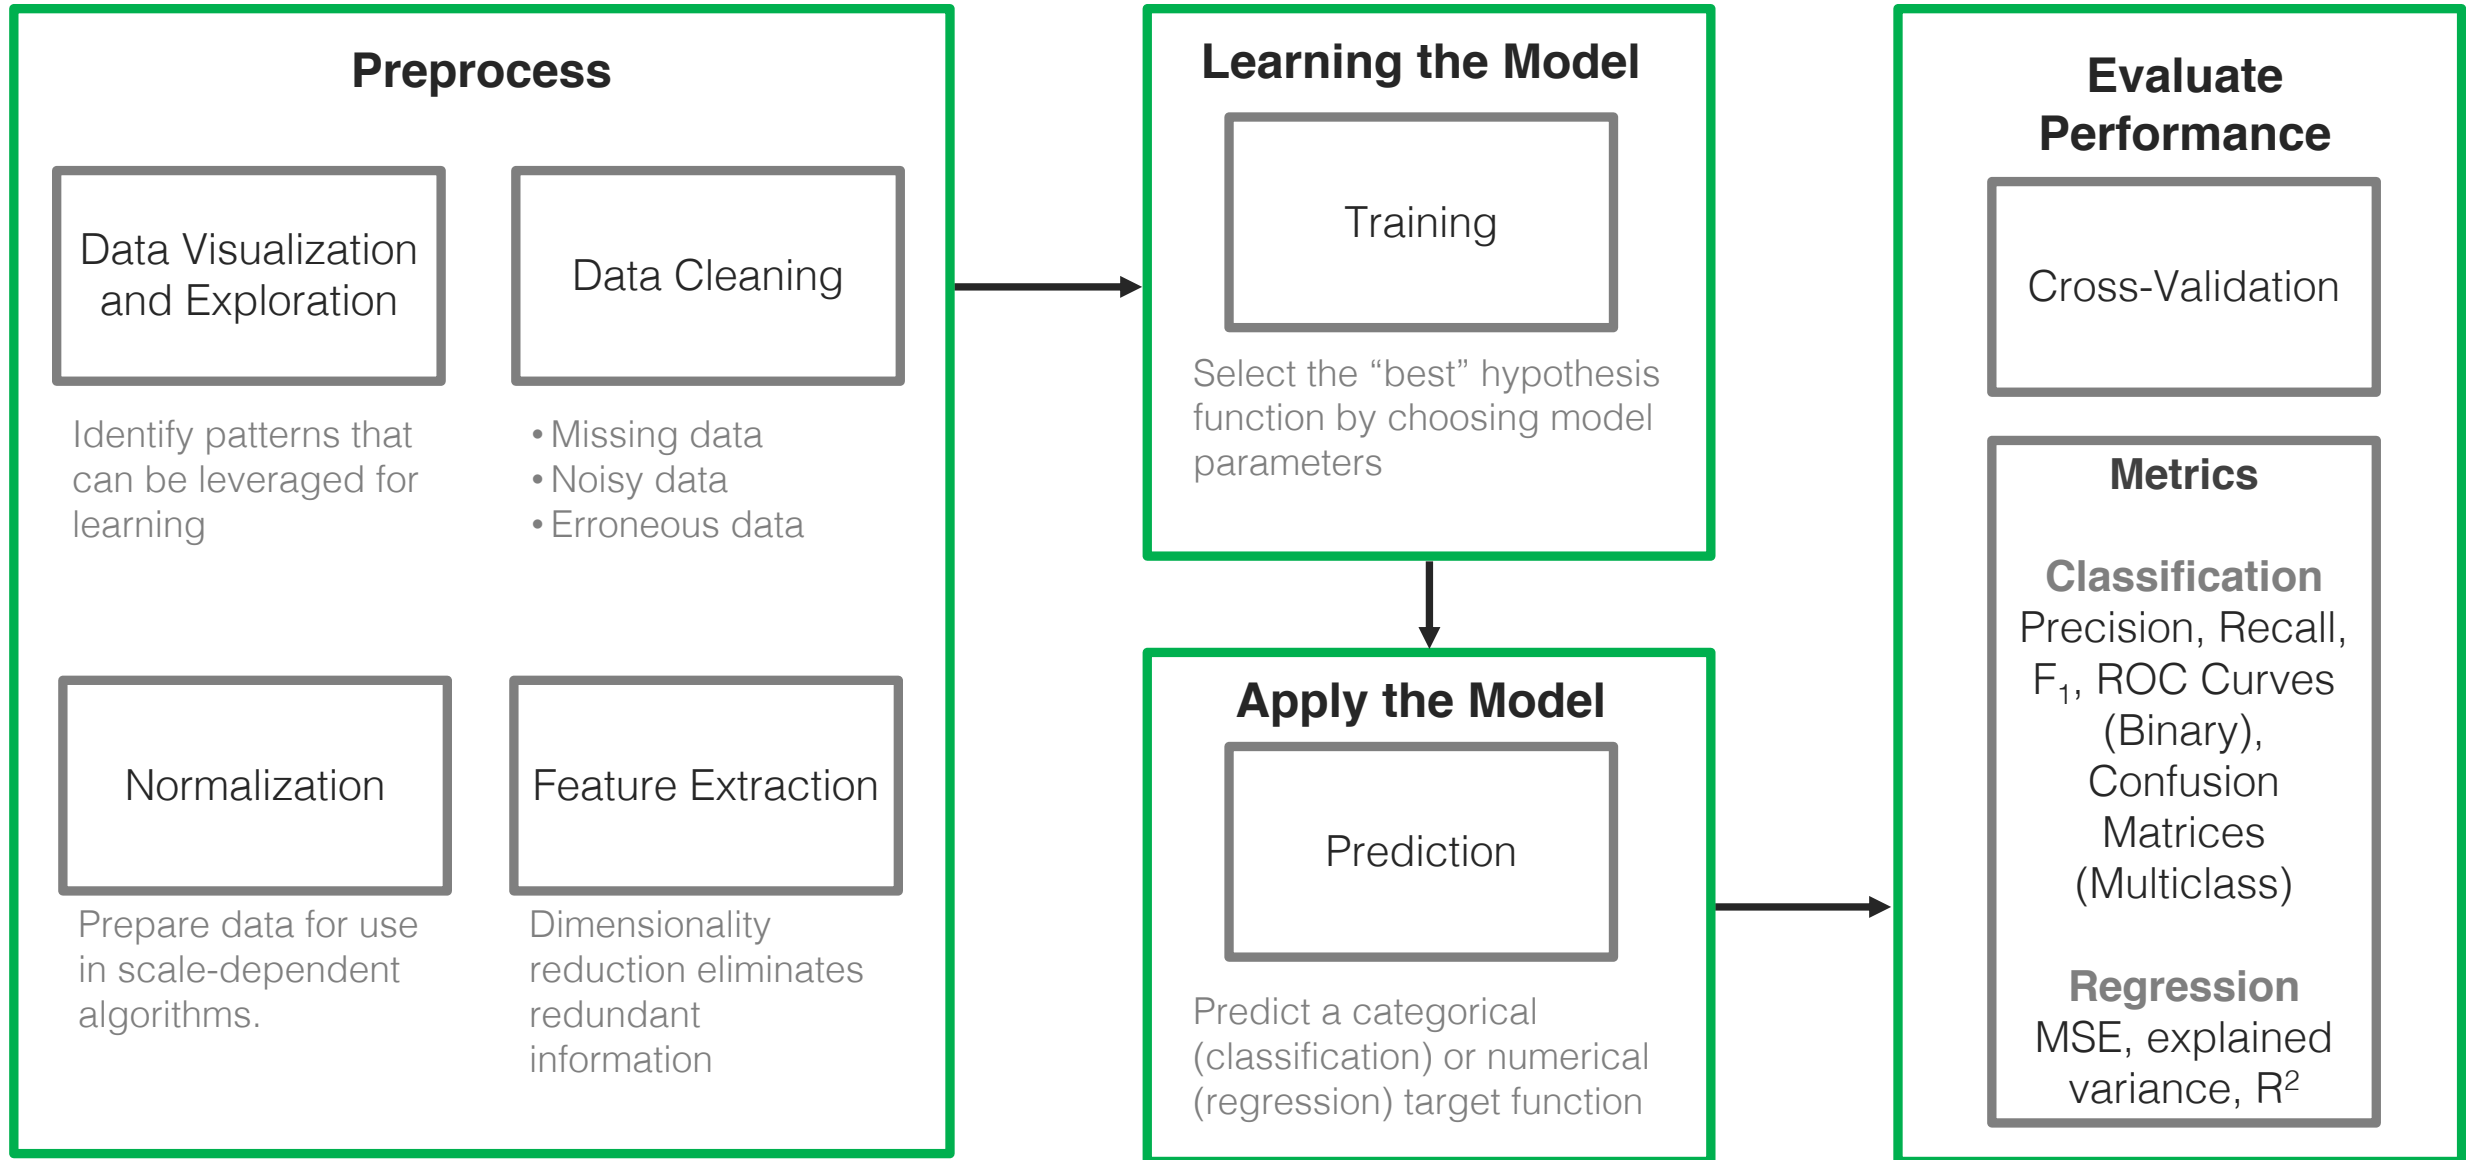 Preprocess
Data Visualization
and Exploration
Identify patterns that
can be leveraged for
learning
Data Cleaning
• Missing data
• Noisy data
• Erroneous data
Normalization
Prepare data for use
in scale-dependent
algorithms.
Feature Extraction
Dimensionality
reduction eliminates
redundant
information
Learning the Model
Training
Select the “best” hypothesis
function by choosing model
parameters
Apply the Model
Prediction
Predict a categorical
(classification) or numerical
(regression) target function
Evaluate
Performance
Cross-Validation
Metrics
Classification
Precision, Recall,
F₁, ROC Curves
(Binary),
Confusion
Matrices
(Multiclass)
Regression
MSE, explained
variance, R²